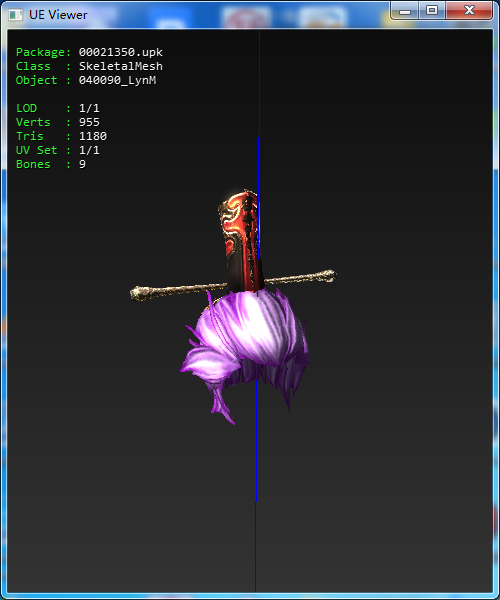 UE Viewer
Package: 00021350.upk
Class  : SkeletalMesh
Object : 040090_LynM
LOD    : 1/1
Verts  : 955
Tris   : 1180
UV Set : 1/1
Bones  : 9